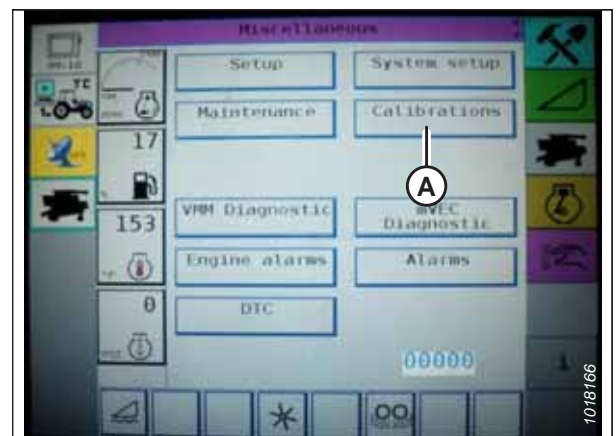 Miscellaneous
Setup
System setup
TC
Maintenance
Calibrations
17
A
153
VMM Diagnostic
mVEC
Diagnostic
Engine alarms
Alarms
0
DTC
00000
i
1018166